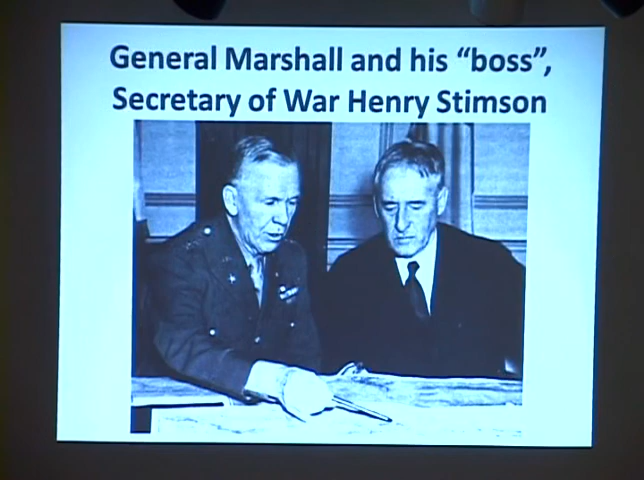 General Marshall and his “boss”,
Secretary of War Henry Stimson